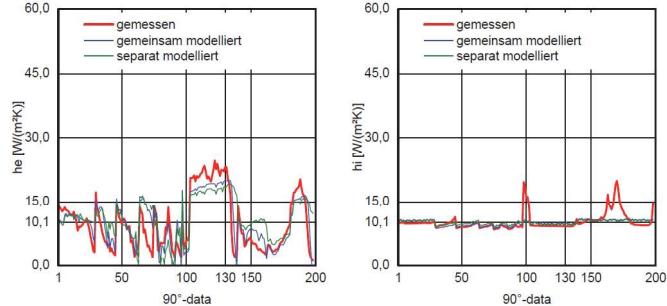 60,0
gemessen
gemeinsam modelliert
separat modelliert
45,0
30,0
15,0
10,1
0,0
he [W/(m²K)]
1 50 100 130 150 200
90°-data
60,0
gemessen
gemeinsam modelliert
separat modelliert
45,0
30,0
15,0
10,1
0,0
hi [W/(m²K)]
1 50 100 130 150 200
90°-data